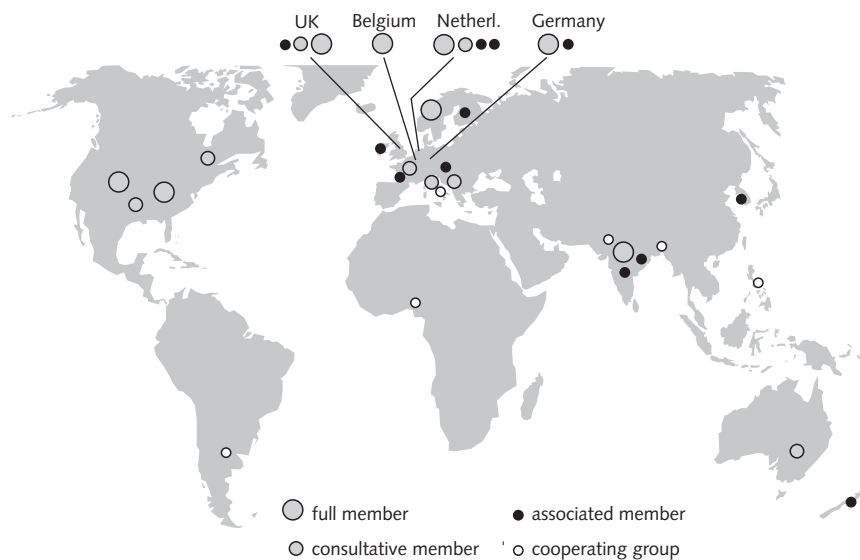 UK Belgium Netherl. Germany
full member
associated member
consultative member
cooperating group